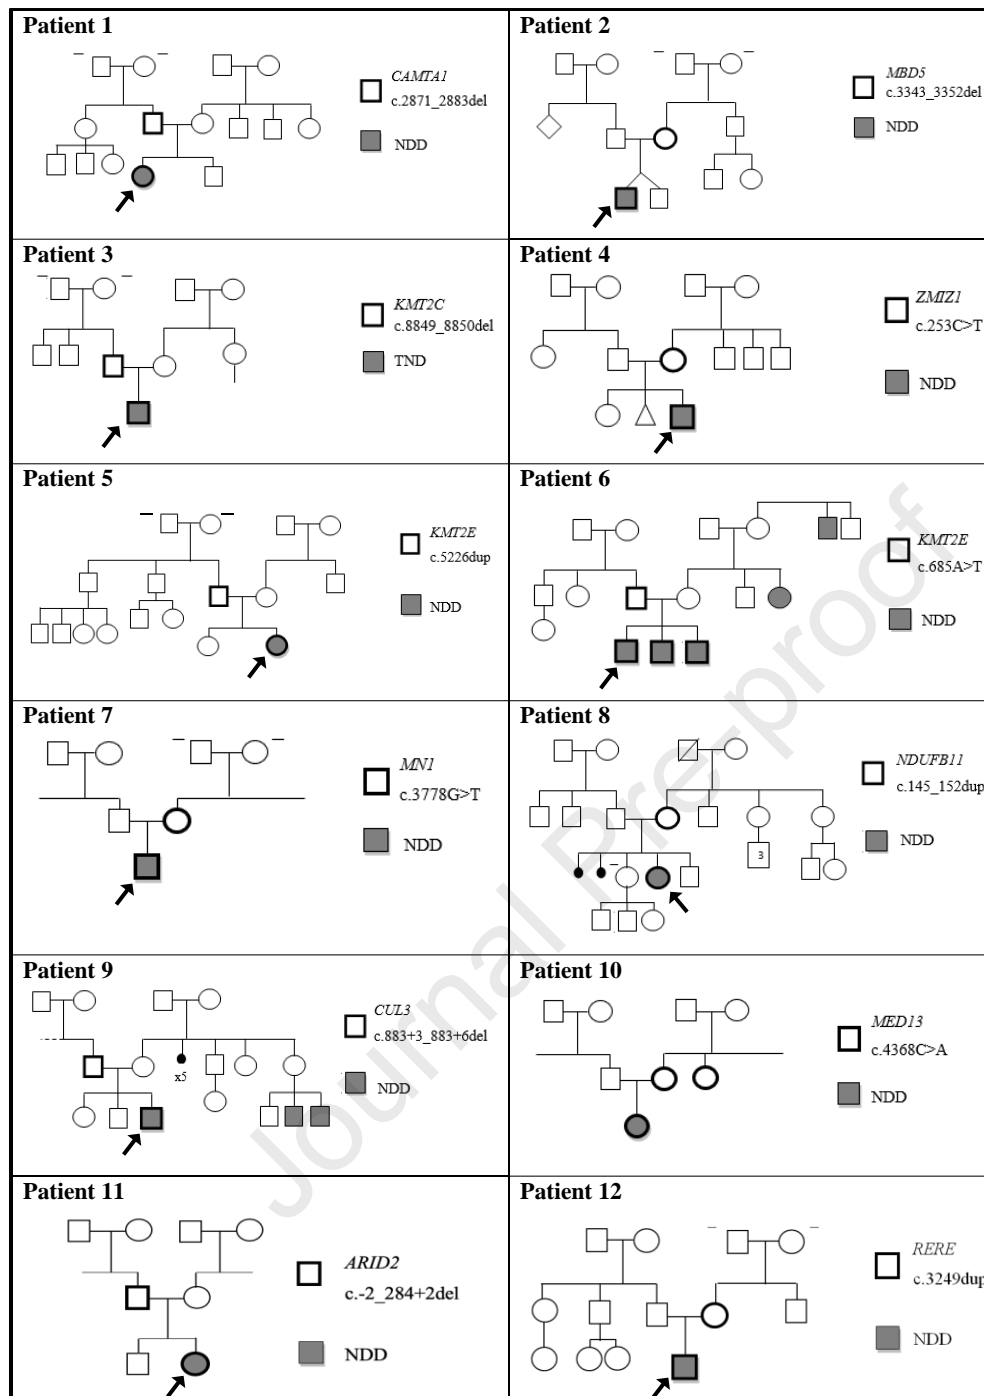 Patient 1
CAMTA1
c.2871_2883del
NDD
Patient 2
MBD5
c.3343_3352del
NDD
Patient 3
KMT2C
c.8849_8850del
TND
Patient 4
ZMIZ1
c.253C>T
NDD
Patient 5
KMT2E
c.5226dup
NDD
Patient 6
KMT2E
c.685A>T
NDD
Patient 7
MN1
c.3778G>T
NDD
Patient 8
NDUFB11
c.145_152dup
NDD
3
Patient 9
CUL3
c.883+3_883+6del
NDD
x5
Patient 10
MED13
c.4368C>A
NDD
Patient 11
ARID2
c.-2_284+2del
NDD
Patient 12
RERE
c.3249dup
NDD
Journal Pre-proof